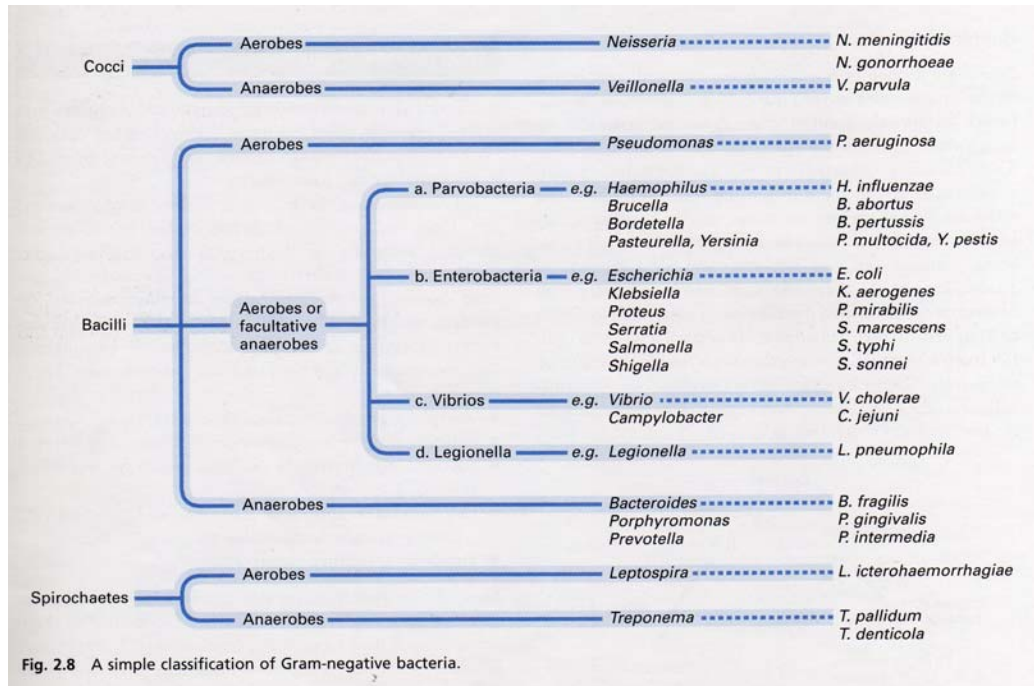 Aerobes Neisseria N. meningitidis
Cocci N. gonorrhoeae
Anaerobes Veillonella V. parvula
Aerobes Pseudomonas P. aeruginosa
a. Parvobacteria e.g. Haemophilus H. influenzae
Brucella B. abortus
Bordetella B. pertussis
Pasteurella, Yersinia P. multocida, Y. pestis
b. Enterobacteria e.g. Escherichia E. coli
Klebsiella K. aerogenes
Proteus P. mirabilis
Serratia S. marcescens
Salmonella S. typhi
Shigella S. sonnei
Bacilli
Aerobes or
facultative
anaerobes
c. Vibrios e.g. Vibrio V. cholerae
Campylobacter C. jejuni
d. Legionella e.g. Legionella L. pneumophila
Anaerobes Bacteroides B. fragilis
Porphyromonas P. gingivalis
Prevotella P. intermedia
Aerobes Leptospira L. icterohaemorrhagiae
Spirochaetes
Anaerobes Treponema T. pallidum
T. denticola
Fig. 2.8 A simple classification of Gram-negative bacteria.